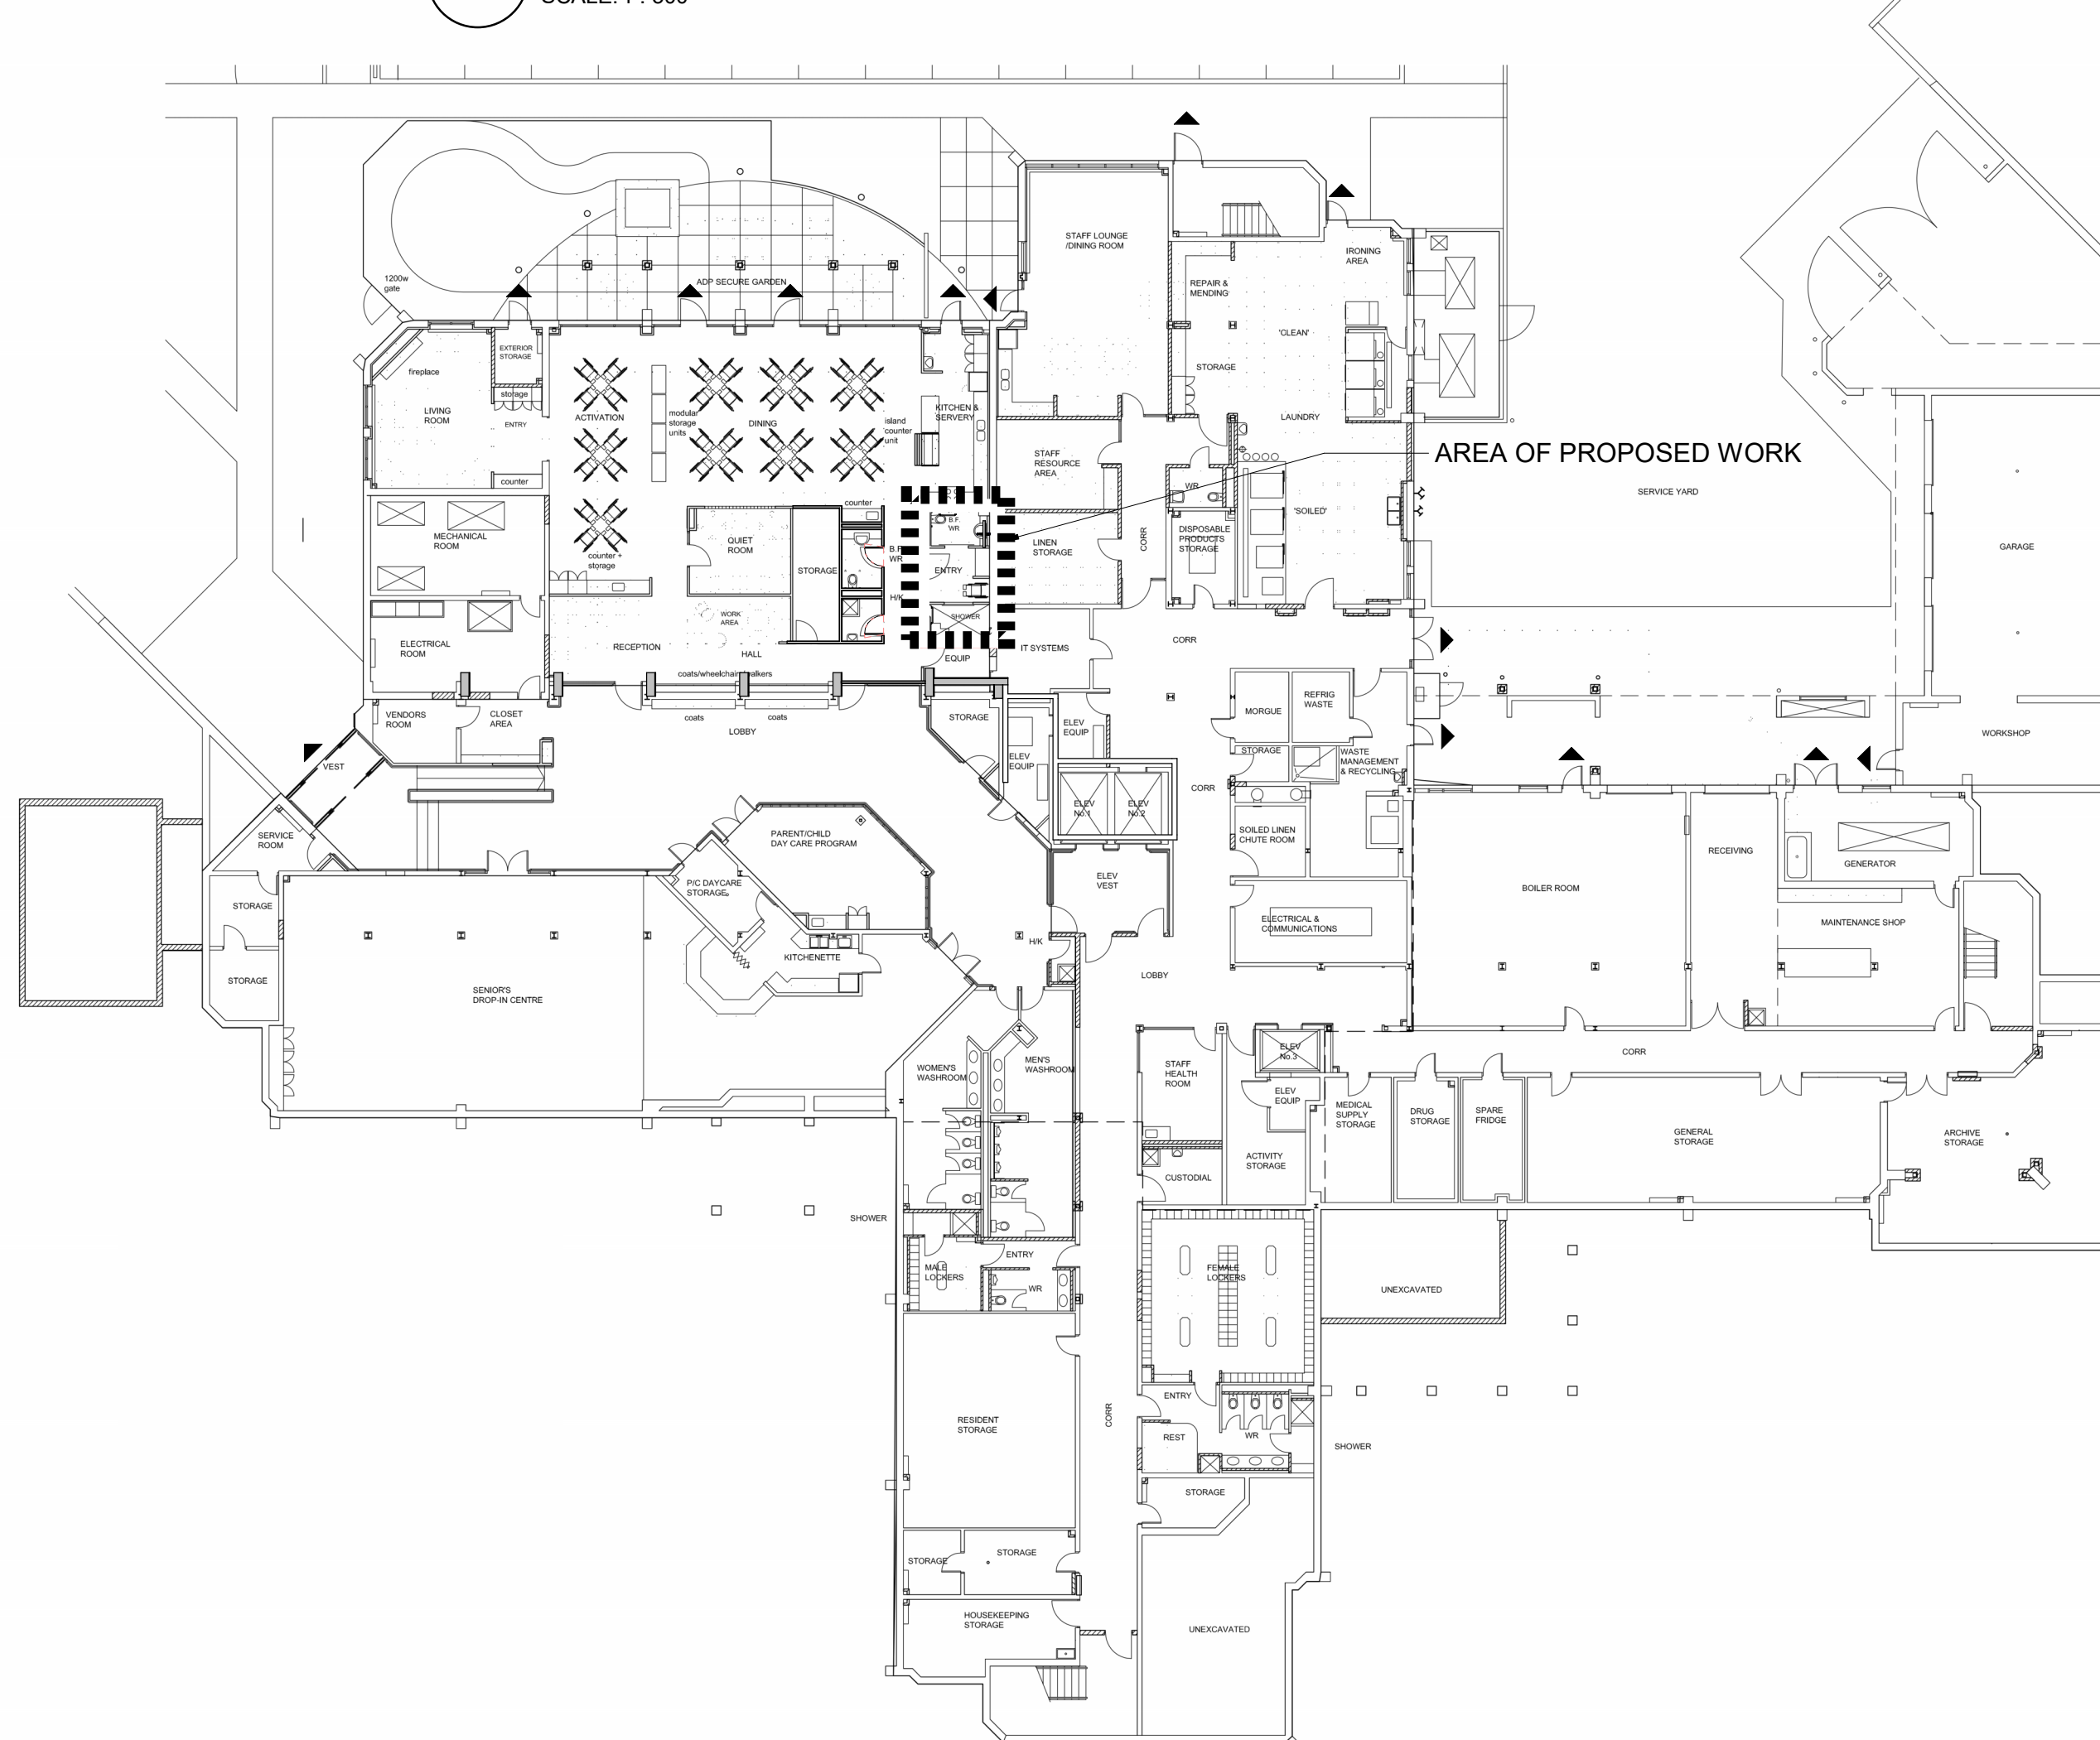 STAFF LOUNGE
/DINING ROOM
IRONING
AREA
1200w
gate
ADP SECURE GARDEN
REPAIR &
MENDING
'CLEAN'
EXTERIOR
STORAGE
fireplace
STORAGE
storage
LIVING
ROOM
ENTRY
ACTIVATION
modular
storage
units
DINING
island
counter
unit
KITCHEN &
SERVERY
LAUNDRY
AREA OF PROPOSED WORK
STAFF
RESOURCE
AREA
counter
WR
SERVICE YARD
counter
'SOILED'
MECHANICAL
ROOM
QUIET
ROOM
B.F.
WR
LINEN
STORAGE
CORR
DISPOSABLE
PRODUCTS
STORAGE
GARAGE
counter +
storage
STORAGE
B.F.
WR
ENTRY
H/K
WORK
AREA
SHOWER
ELECTRICAL
ROOM
RECEPTION
HALL
EQUIP
IT SYSTEMS
CORR
coats/wheelchair/walkers
VENDORS
ROOM
CLOSET
AREA
coats
coats
LOBBY
STORAGE
ELEV
EQUIP
MORGUE
REFRIG
WASTE
WORKSHOP
VEST
ELEV
EQUIP
STORAGE
WASTE
MANAGEMENT
& RECYCLING
CORR
ELEV
No.1
ELEV
No.2
SERVICE
ROOM
PARENT/CHILD
DAY CARE PROGRAM
SOILED LINEN
CHUTE ROOM
RECEIVING
GENERATOR
P/C DAYCARE
STORAGE
ELEV
VEST
BOILER ROOM
STORAGE
ELECTRICAL &
COMMUNICATIONS
MAINTENANCE SHOP
H/K
KITCHENETTE
LOBBY
STORAGE
SENIOR'S
DROP-IN CENTRE
ELEV
No.3
CORR
WOMEN'S
WASHROOM
MEN'S
WASHROOM
STAFF
HEALTH
ROOM
ELEV
EQUIP
MEDICAL
SUPPLY
STORAGE
DRUG
STORAGE
SPARE
FRIDGE
GENERAL
STORAGE
ARCHIVE
STORAGE
ACTIVITY
STORAGE
CUSTODIAL
SHOWER
ENTRY
MALE
LOCKERS
WR
FEMALE
LOCKERS
UNEXCAVATED
ENTRY
RESIDENT
STORAGE
CORR
REST
WR
SHOWER
STORAGE
STORAGE
STORAGE
HOUSEKEEPING
STORAGE
UNEXCAVATED